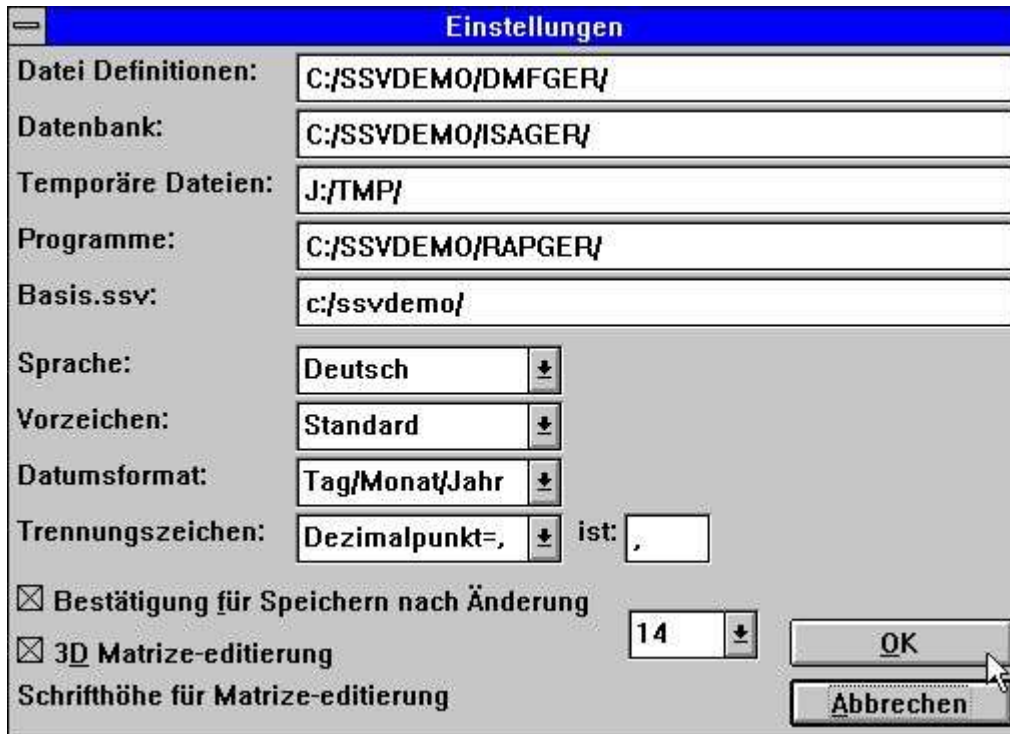 Einstellungen
Datei Definitionen: C:/SSVDEMO/DMFGER/
Datenbank: C:/SSVDEMO/ISAGER/
Temporäre Dateien: J:/TMP/
Programme: C:/SSVDEMO/RAPGER/
Basis.ssv: c:/ssvdemo/
Sprache: Deutsch
Vorzeichen: Standard
Datumsformat: Tag/Monat/Jahr
Trennungszeichen: Dezimalpunkt=, ist: ,
Bestätigung für Speichern nach Änderung
14
OK
3D Matrize-editierung
Schrifthöhe für Matrize-editierung
Abbrechen